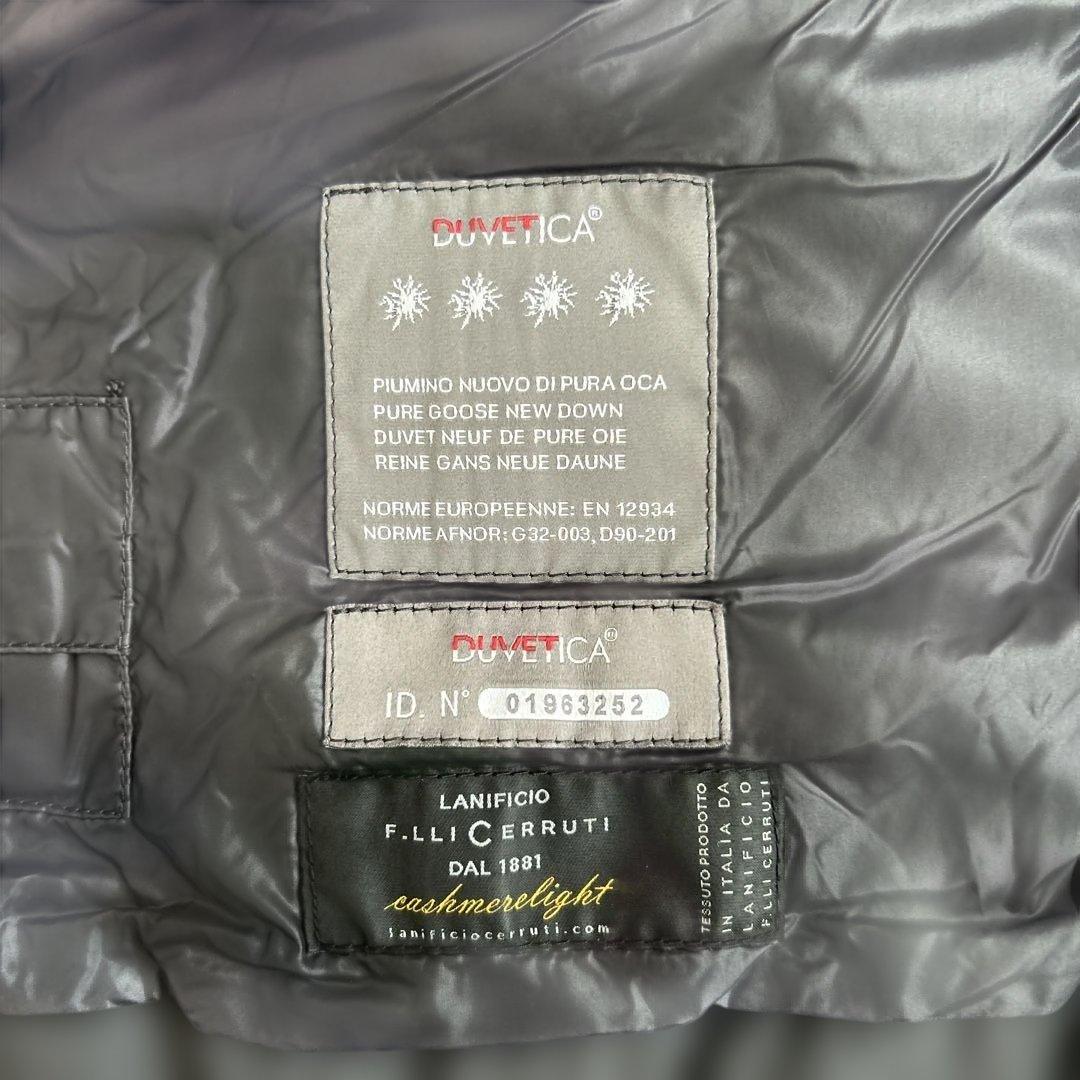 DUVETICA®
PIUMINO NUOVO DI PURA OCA
PURE GOOSE NEW DOWN
DUVET NEUF DE PURE OIE
REINE GANS NEUE DAUNE
NORME EUROPEENNE: EN 12934
NORME AFNOR: G32-003, D90-201
DUVETICA®
ID. N° 01963252
LANIFICIO
F.LLI CERRUTI
DAL 1881
cashmerelight
lanificiocerruti.com
TESSUTO PRODOTTO
IN ITALIA DA
LANIFICIO
F.LLI CERRUTI